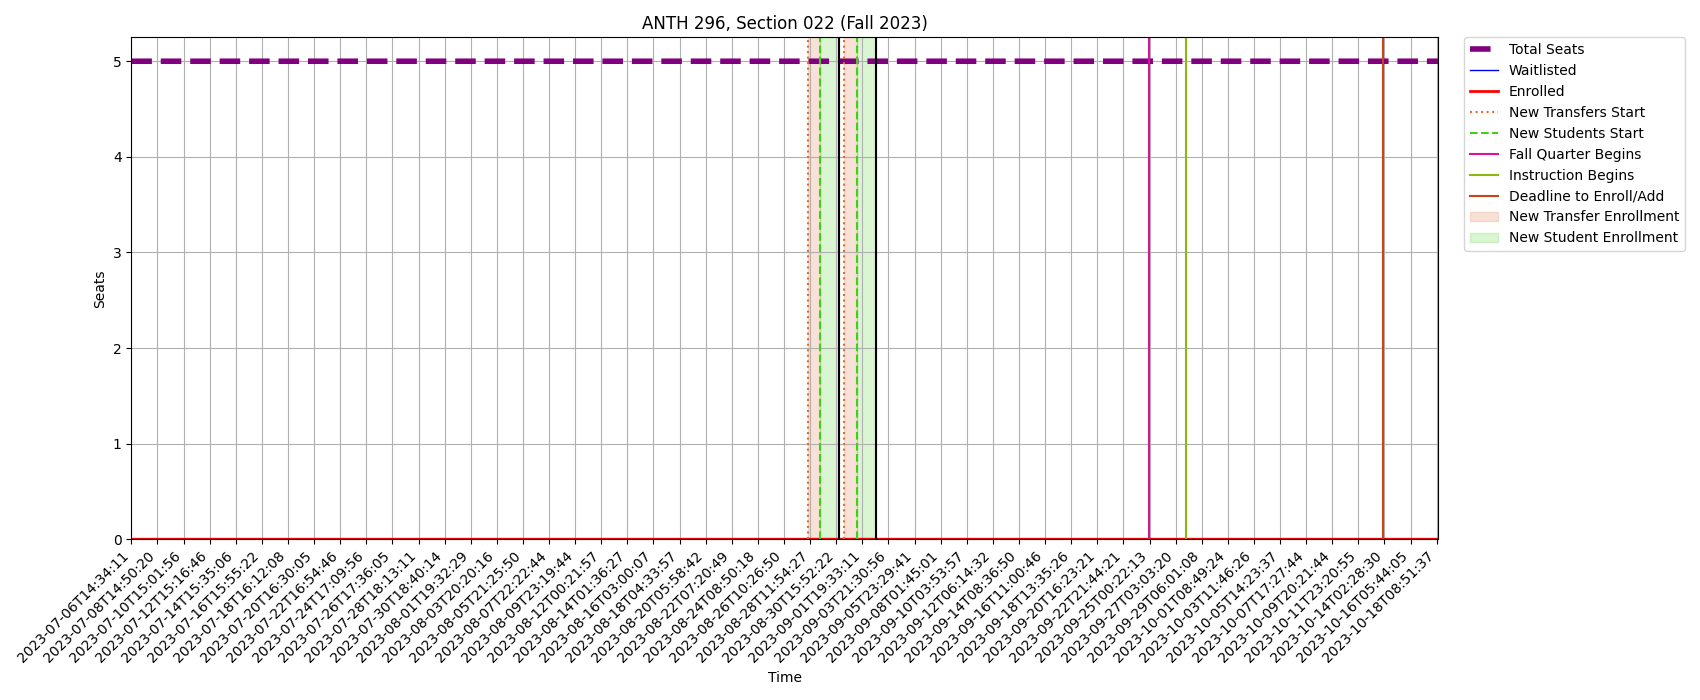 ANTH 296, Section 022 (Fall 2023)
5
4
3
2
1
0
Seats
2023-07-06T14:34:11
2023-07-08T14:50:20
2023-07-10T15:01:56
2023-07-12T15:16:46
2023-07-14T15:35:06
2023-07-16T15:55:22
2023-07-18T16:12:08
2023-07-20T16:30:05
2023-07-22T16:54:46
2023-07-24T17:09:56
2023-07-26T17:36:05
2023-07-28T18:13:11
2023-07-30T18:40:14
2023-08-01T19:32:29
2023-08-03T20:20:16
2023-08-05T21:25:50
2023-08-07T22:22:44
2023-08-09T23:19:44
2023-08-12T00:21:57
2023-08-14T01:36:27
2023-08-16T03:00:07
2023-08-18T04:33:57
2023-08-20T05:58:42
2023-08-22T07:20:49
2023-08-24T08:50:18
2023-08-26T10:26:50
2023-08-28T11:54:27
2023-08-30T15:52:22
2023-09-01T19:33:11
2023-09-03T21:30:56
2023-09-05T23:29:41
2023-09-08T01:45:01
2023-09-10T03:53:57
2023-09-12T06:14:32
2023-09-14T08:36:50
2023-09-16T11:00:46
2023-09-18T13:35:26
2023-09-20T16:23:21
2023-09-22T21:44:21
2023-09-25T00:22:13
2023-09-27T03:03:20
2023-09-29T06:01:08
2023-10-01T08:49:24
2023-10-03T11:46:26
2023-10-05T14:23:37
2023-10-07T17:27:44
2023-10-09T20:21:44
2023-10-11T23:20:55
2023-10-14T02:28:30
2023-10-16T05:44:05
2023-10-18T08:51:37
Time
Total Seats
Waitlisted
Enrolled
New Transfers Start
New Students Start
Fall Quarter Begins
Instruction Begins
Deadline to Enroll/Add
New Transfer Enrollment
New Student Enrollment